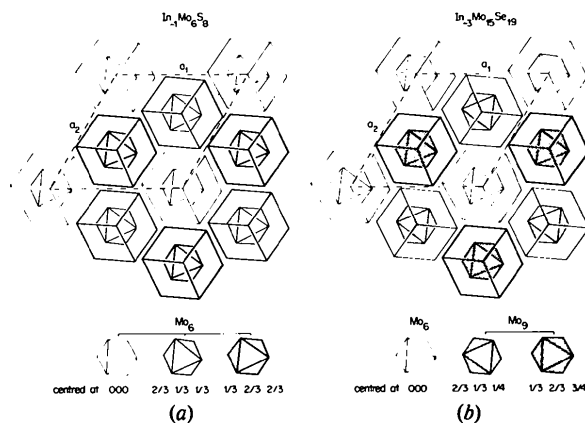 In~1Mo6S8
In~3Mo15Se19
a1
a2
a1
a2
Mo6
centred at 000 2/3 1/3 1/3 1/3 2/3 2/3
Mo6 Mo9
centred at 000 2/3 1/3 1/4 1/3 2/3 3/4
(a)
(b)